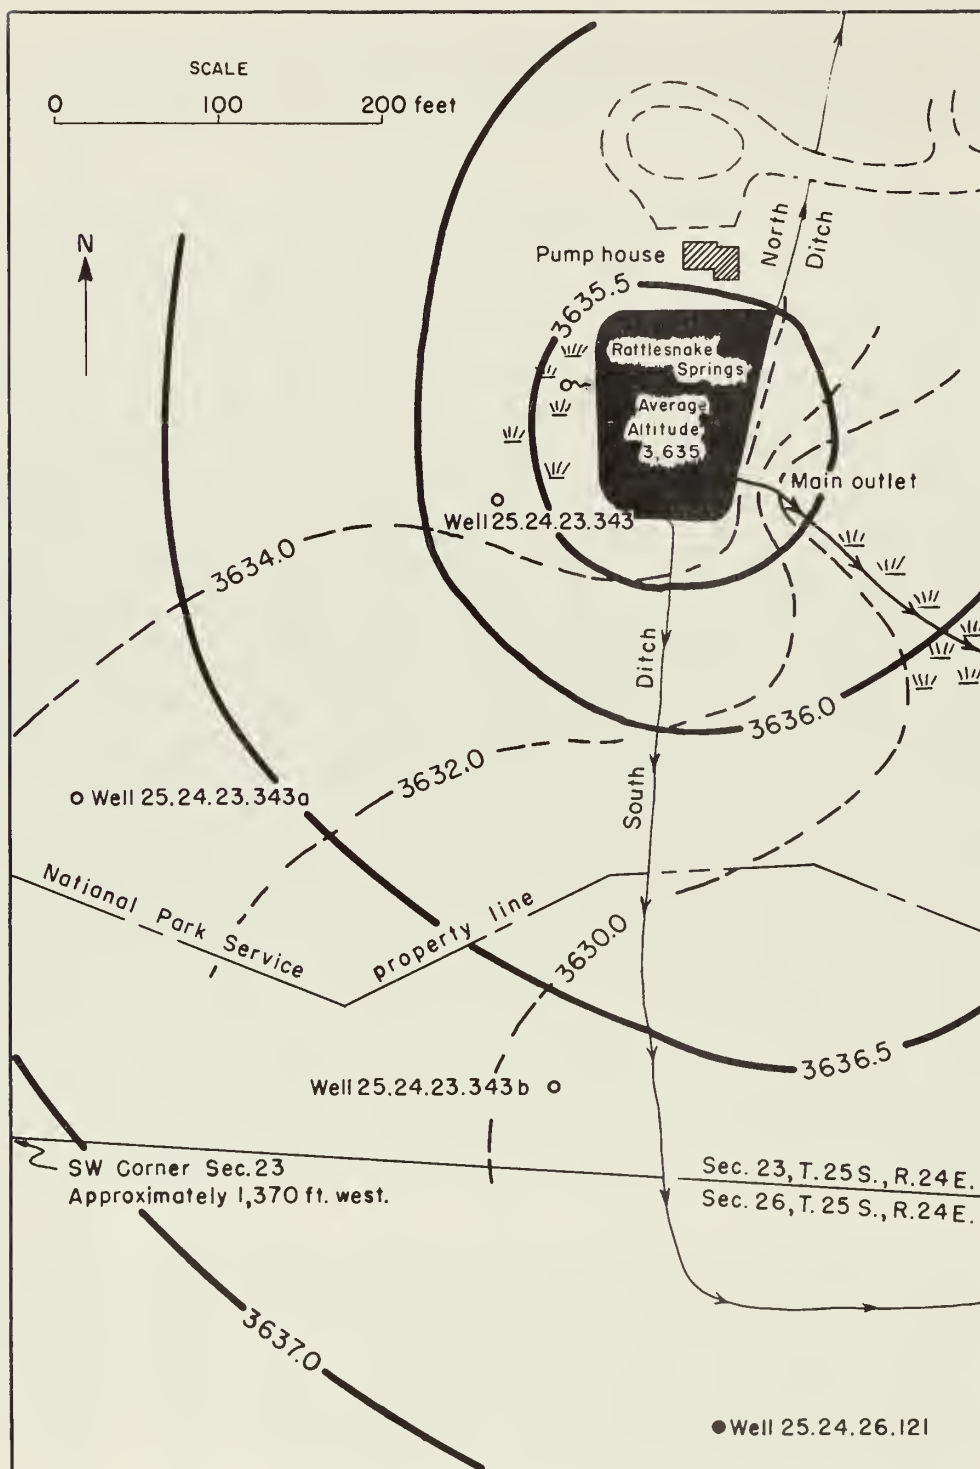 SCALE
0 100 200 feet
N
Pump house
North
Ditch
3635.5
Rattlesnake
Springs
Average
Altitude
3,635
Main outlet
Well 25.24.23.343
3634.0
Ditch
3636.0
3632.0
South
Well 25.24.23.343a
National Park Service
property line
3630.0
3636.5
Well 25.24.23.343b
SW Corner Sec. 23
Approximately 1,370 ft. west.
Sec. 23, T. 25 S., R. 24 E.
Sec. 26, T. 25 S., R. 24 E.
3637.0
Well 25.24.26.121